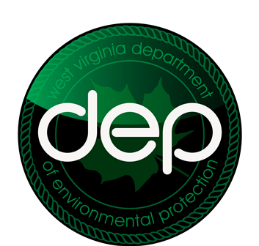 west virginia department
dep
of environmental protection